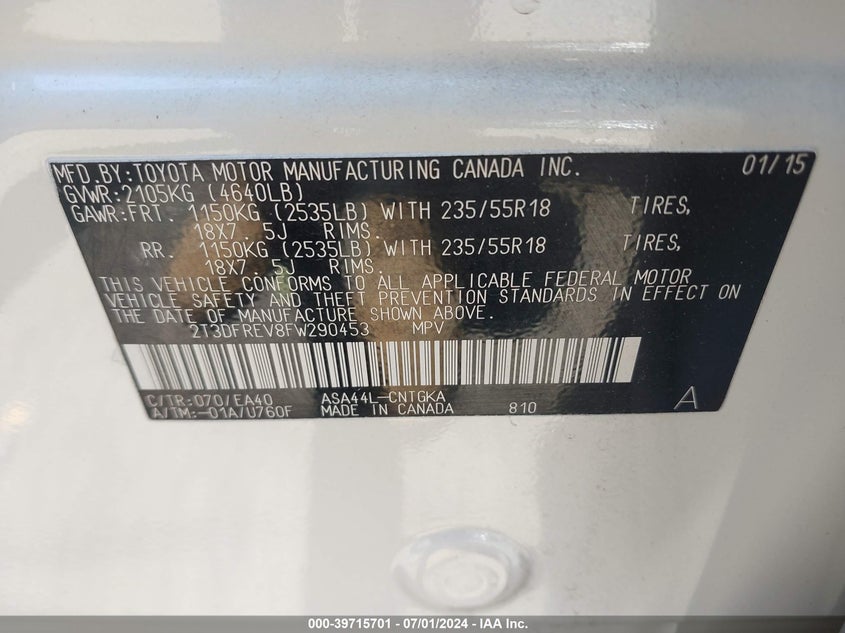 MFD.BY:TOYOTA MOTOR MANUFACTURING CANADA INC. 01/15
GVWR:2105KG (4640LB)
GAWR:FRT. 1150KG (2535LB) WITH 235/55R18 TIRES,
18X7. 5J RIMS.
RR. 1150KG (2535LB) WITH 235/55R18 TIRES,
18X7. 5J RIMS.
THIS VEHICLE CONFORMS TO ALL APPLICABLE FEDERAL MOTOR
VEHICLE SAFETY AND THEFT PREVENTION STANDARDS IN EFFECT ON
THE DATE OF MANUFACTURE SHOWN ABOVE.
2T3DFREV8FW290453 MPV
C/TR:070/EA40 ASA44L-CNTGKA
A/TM:-01A/U760F MADE IN CANADA 810 A
000-39715701 - 07/01/2024 - IAA Inc.